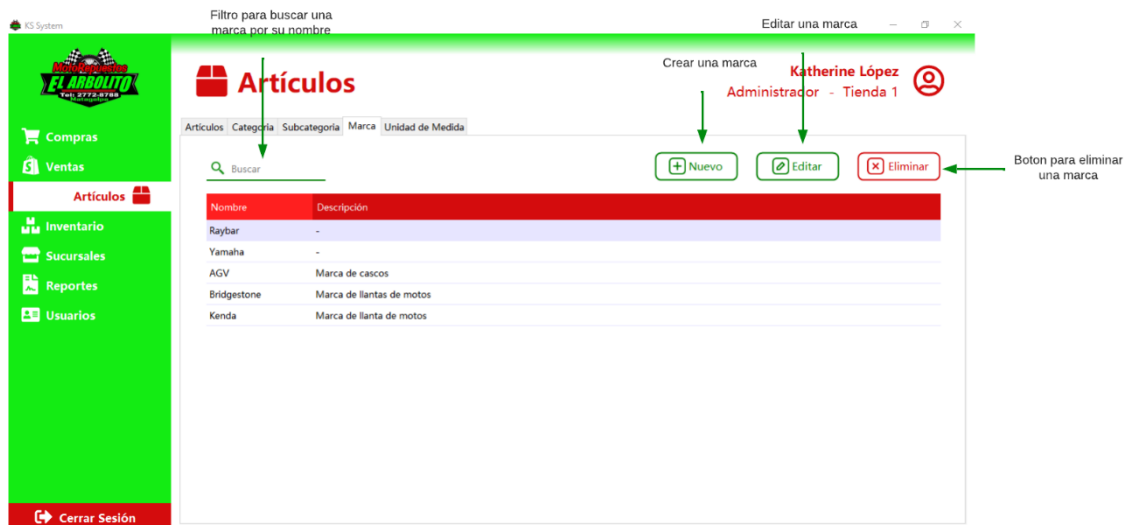 Filtro para buscar una
marca por su nombre
Editar una marca
KS System
Crear una marca
MotoRepuestos
EL ARBOLITO
Tel: 2772-6788
Matagalpa
Artículos
Katherine López
Administrador - Tienda 1
Compras
Ventas
Artículos
Inventario
Sucursales
Reportes
Usuarios
Cerrar Sesión
Artículos Categoría Subcategoría Marca Unidad de Medida
Buscar
Nuevo
Editar
Eliminar
Boton para eliminar
una marca
Nombre Descripción
Raybar -
Yamaha -
AGV Marca de cascos
Bridgestone Marca de llantas de motos
Kenda Marca de llanta de motos